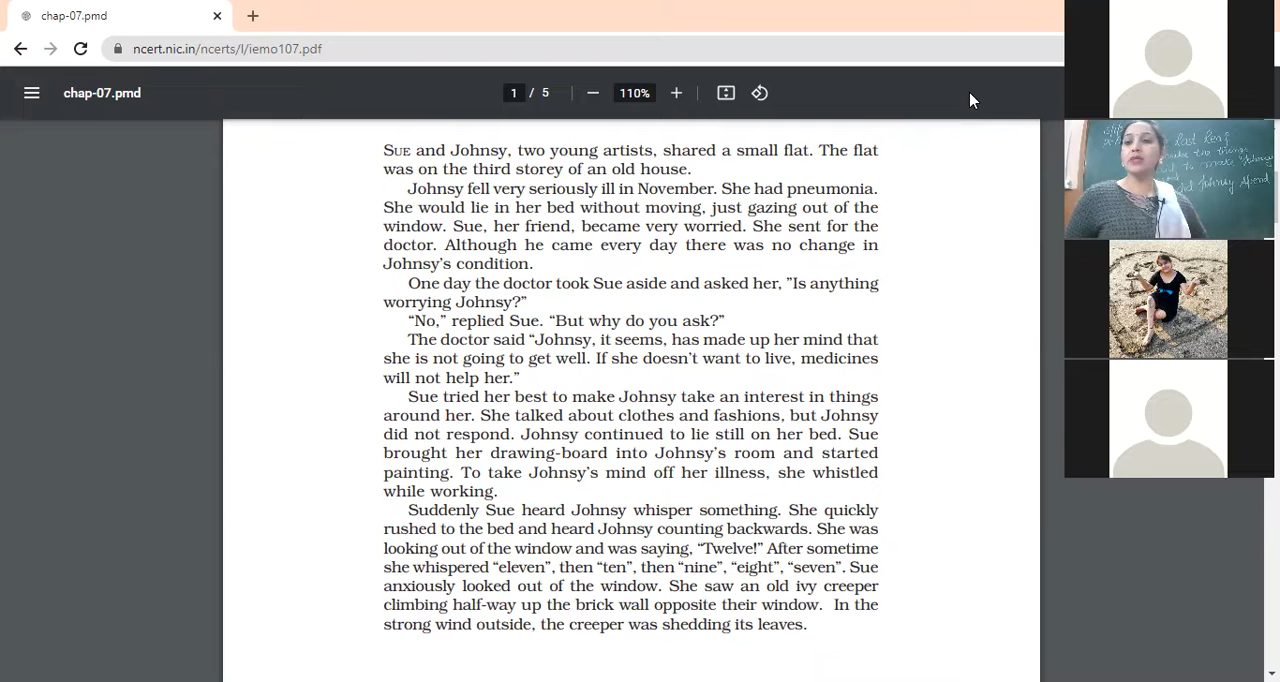 chap-07.pmd
ncert.nic.in/ncerts/l/iemo107.pdf
chap-07.pmd
1 / 5
110%
SUE and Johnsy, two young artists, shared a small flat. The flat
was on the third storey of an old house.
Johnsy fell very seriously ill in November. She had pneumonia.
She would lie in her bed without moving, just gazing out of the
window. Sue, her friend, became very worried. She sent for the
doctor. Although he came every day there was no change in
Johnsy's condition.
One day the doctor took Sue aside and asked her, ”Is anything
worrying Johnsy?”
“No,” replied Sue. “But why do you ask?”
The doctor said “Johnsy, it seems, has made up her mind that
she is not going to get well. If she doesn't want to live, medicines
will not help her.”
Sue tried her best to make Johnsy take an interest in things
around her. She talked about clothes and fashions, but Johnsy
did not respond. Johnsy continued to lie still on her bed. Sue
brought her drawing-board into Johnsy's room and started
painting. To take Johnsy's mind off her illness, she whistled
while working.
Suddenly Sue heard Johnsy whisper something. She quickly
rushed to the bed and heard Johnsy counting backwards. She was
looking out of the window and was saying, “Twelve!” After sometime
she whispered “eleven”, then “ten”, then “nine”, “eight”, “seven”. Sue
anxiously looked out of the window. She saw an old ivy creeper
climbing half-way up the brick wall opposite their window. In the
strong wind outside, the creeper was shedding its leaves.
Last Leaf
the things
to make Johnsy
Johnsy Spend